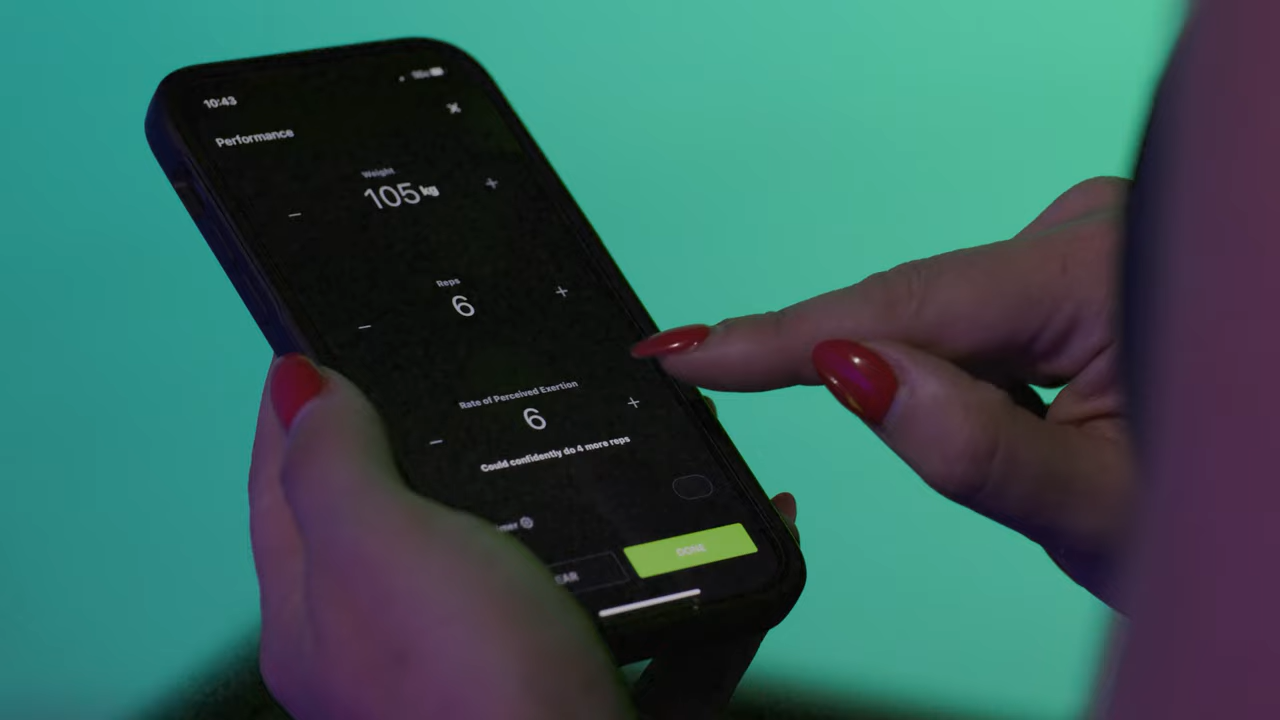 10:43
Performance
Weight
105 kg
Reps
6
Rate of Perceived Exertion
6
Could confidently do 4 more reps
DONE